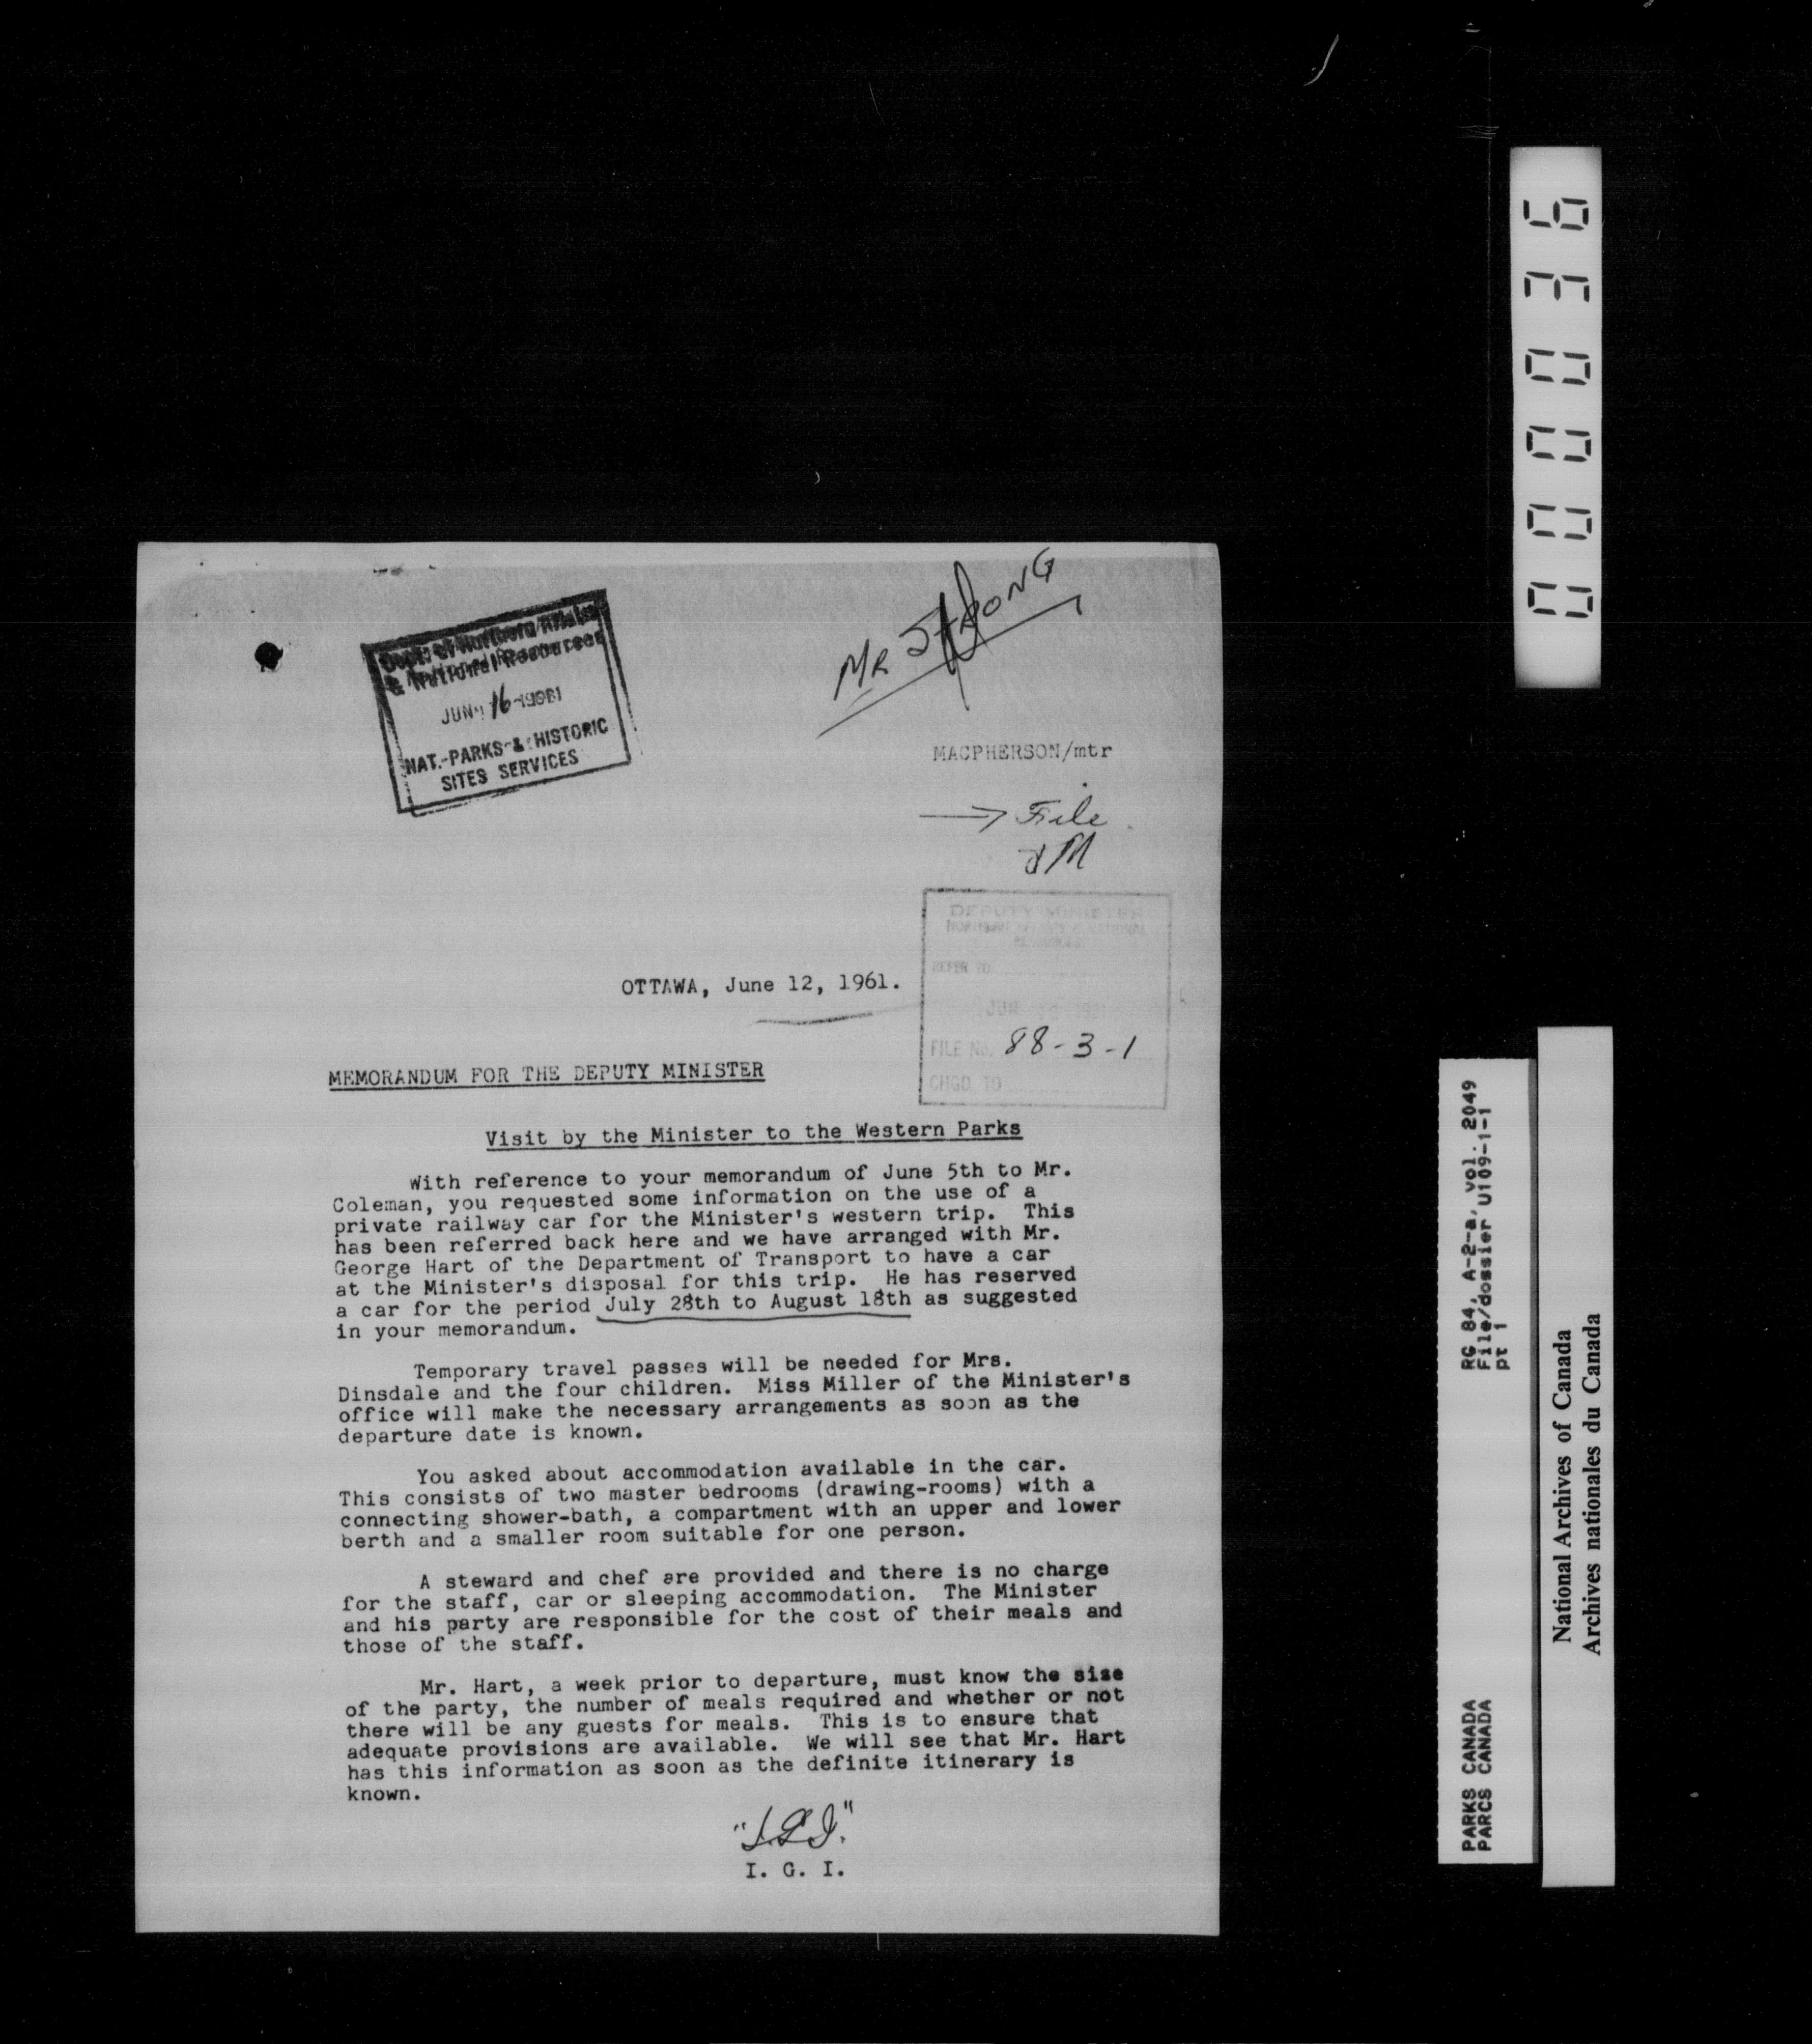 Dept. of Northern Affairs
& National Resources
JUN 16 1961
NAT. PARKS & HISTORIC
SITES SERVICES
MR STRONG
MACPHERSON/mtr
File
DEPUTY MINISTER
NORTHERN AFFAIRS & NATIONAL
RESOURCES
REFER TO
JUN 1961
FILE No. 88-3-1
CHGD. TO
OTTAWA, June 12, 1961.
MEMORANDUM FOR THE DEPUTY MINISTER
Visit by the Minister to the Western Parks
With reference to your memorandum of June 5th to Mr.
Coleman, you requested some information on the use of a
private railway car for the Minister's western trip. This
has been referred back here and we have arranged with Mr.
George Hart of the Department of Transport to have a car
at the Minister's disposal for this trip. He has reserved
a car for the period July 28th to August 18th as suggested
in your memorandum.
Temporary travel passes will be needed for Mrs.
Dinsdale and the four children. Miss Miller of the Minister's
office will make the necessary arrangements as soon as the
departure date is known.
You asked about accommodation available in the car.
This consists of two master bedrooms (drawing-rooms) with a
connecting shower-bath, a compartment with an upper and lower
berth and a smaller room suitable for one person.
A steward and chef are provided and there is no charge
for the staff, car or sleeping accommodation. The Minister
and his party are responsible for the cost of their meals and
those of the staff.
Mr. Hart, a week prior to departure, must know the size
of the party, the number of meals required and whether or not
there will be any guests for meals. This is to ensure that
adequate provisions are available. We will see that Mr. Hart
has this information as soon as the definite itinerary is
known.
"I.G.I."
I. G. I.
000036
RG 84, A-2-a, vol. 2049
File/dossier U109-1-1
pt 1
PARKS CANADA
PARCS CANADA
National Archives of Canada
Archives nationales du Canada